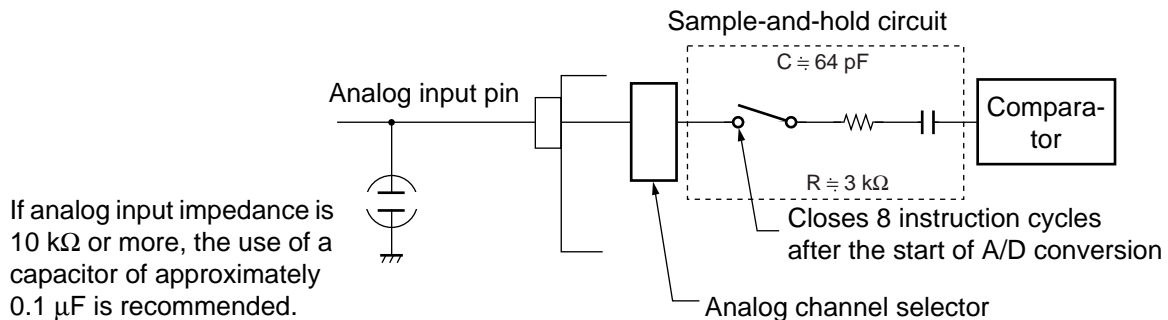 Sample-and-hold circuit
C ≒ 64 pF
Analog input pin
Compara-
tor
R ≒ 3 kΩ
If analog input impedance is
10 kΩ or more, the use of a
capacitor of approximately
0.1 µF is recommended.
Closes 8 instruction cycles
after the start of A/D conversion
Analog channel selector